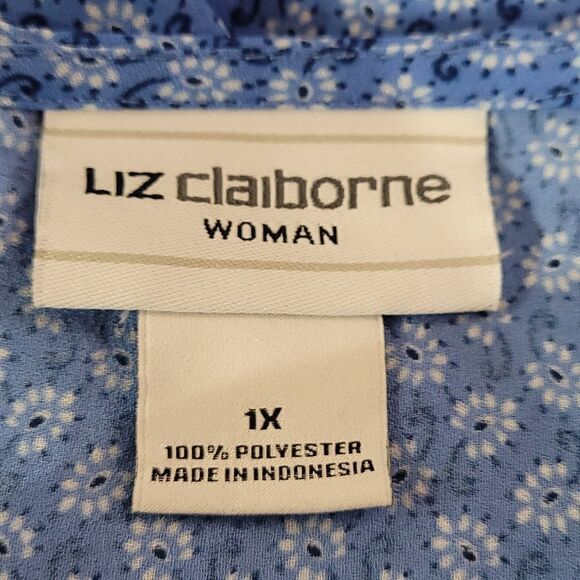 LIZ claiborne
WOMAN
1X
100% POLYESTER
MADE IN INDONESIA